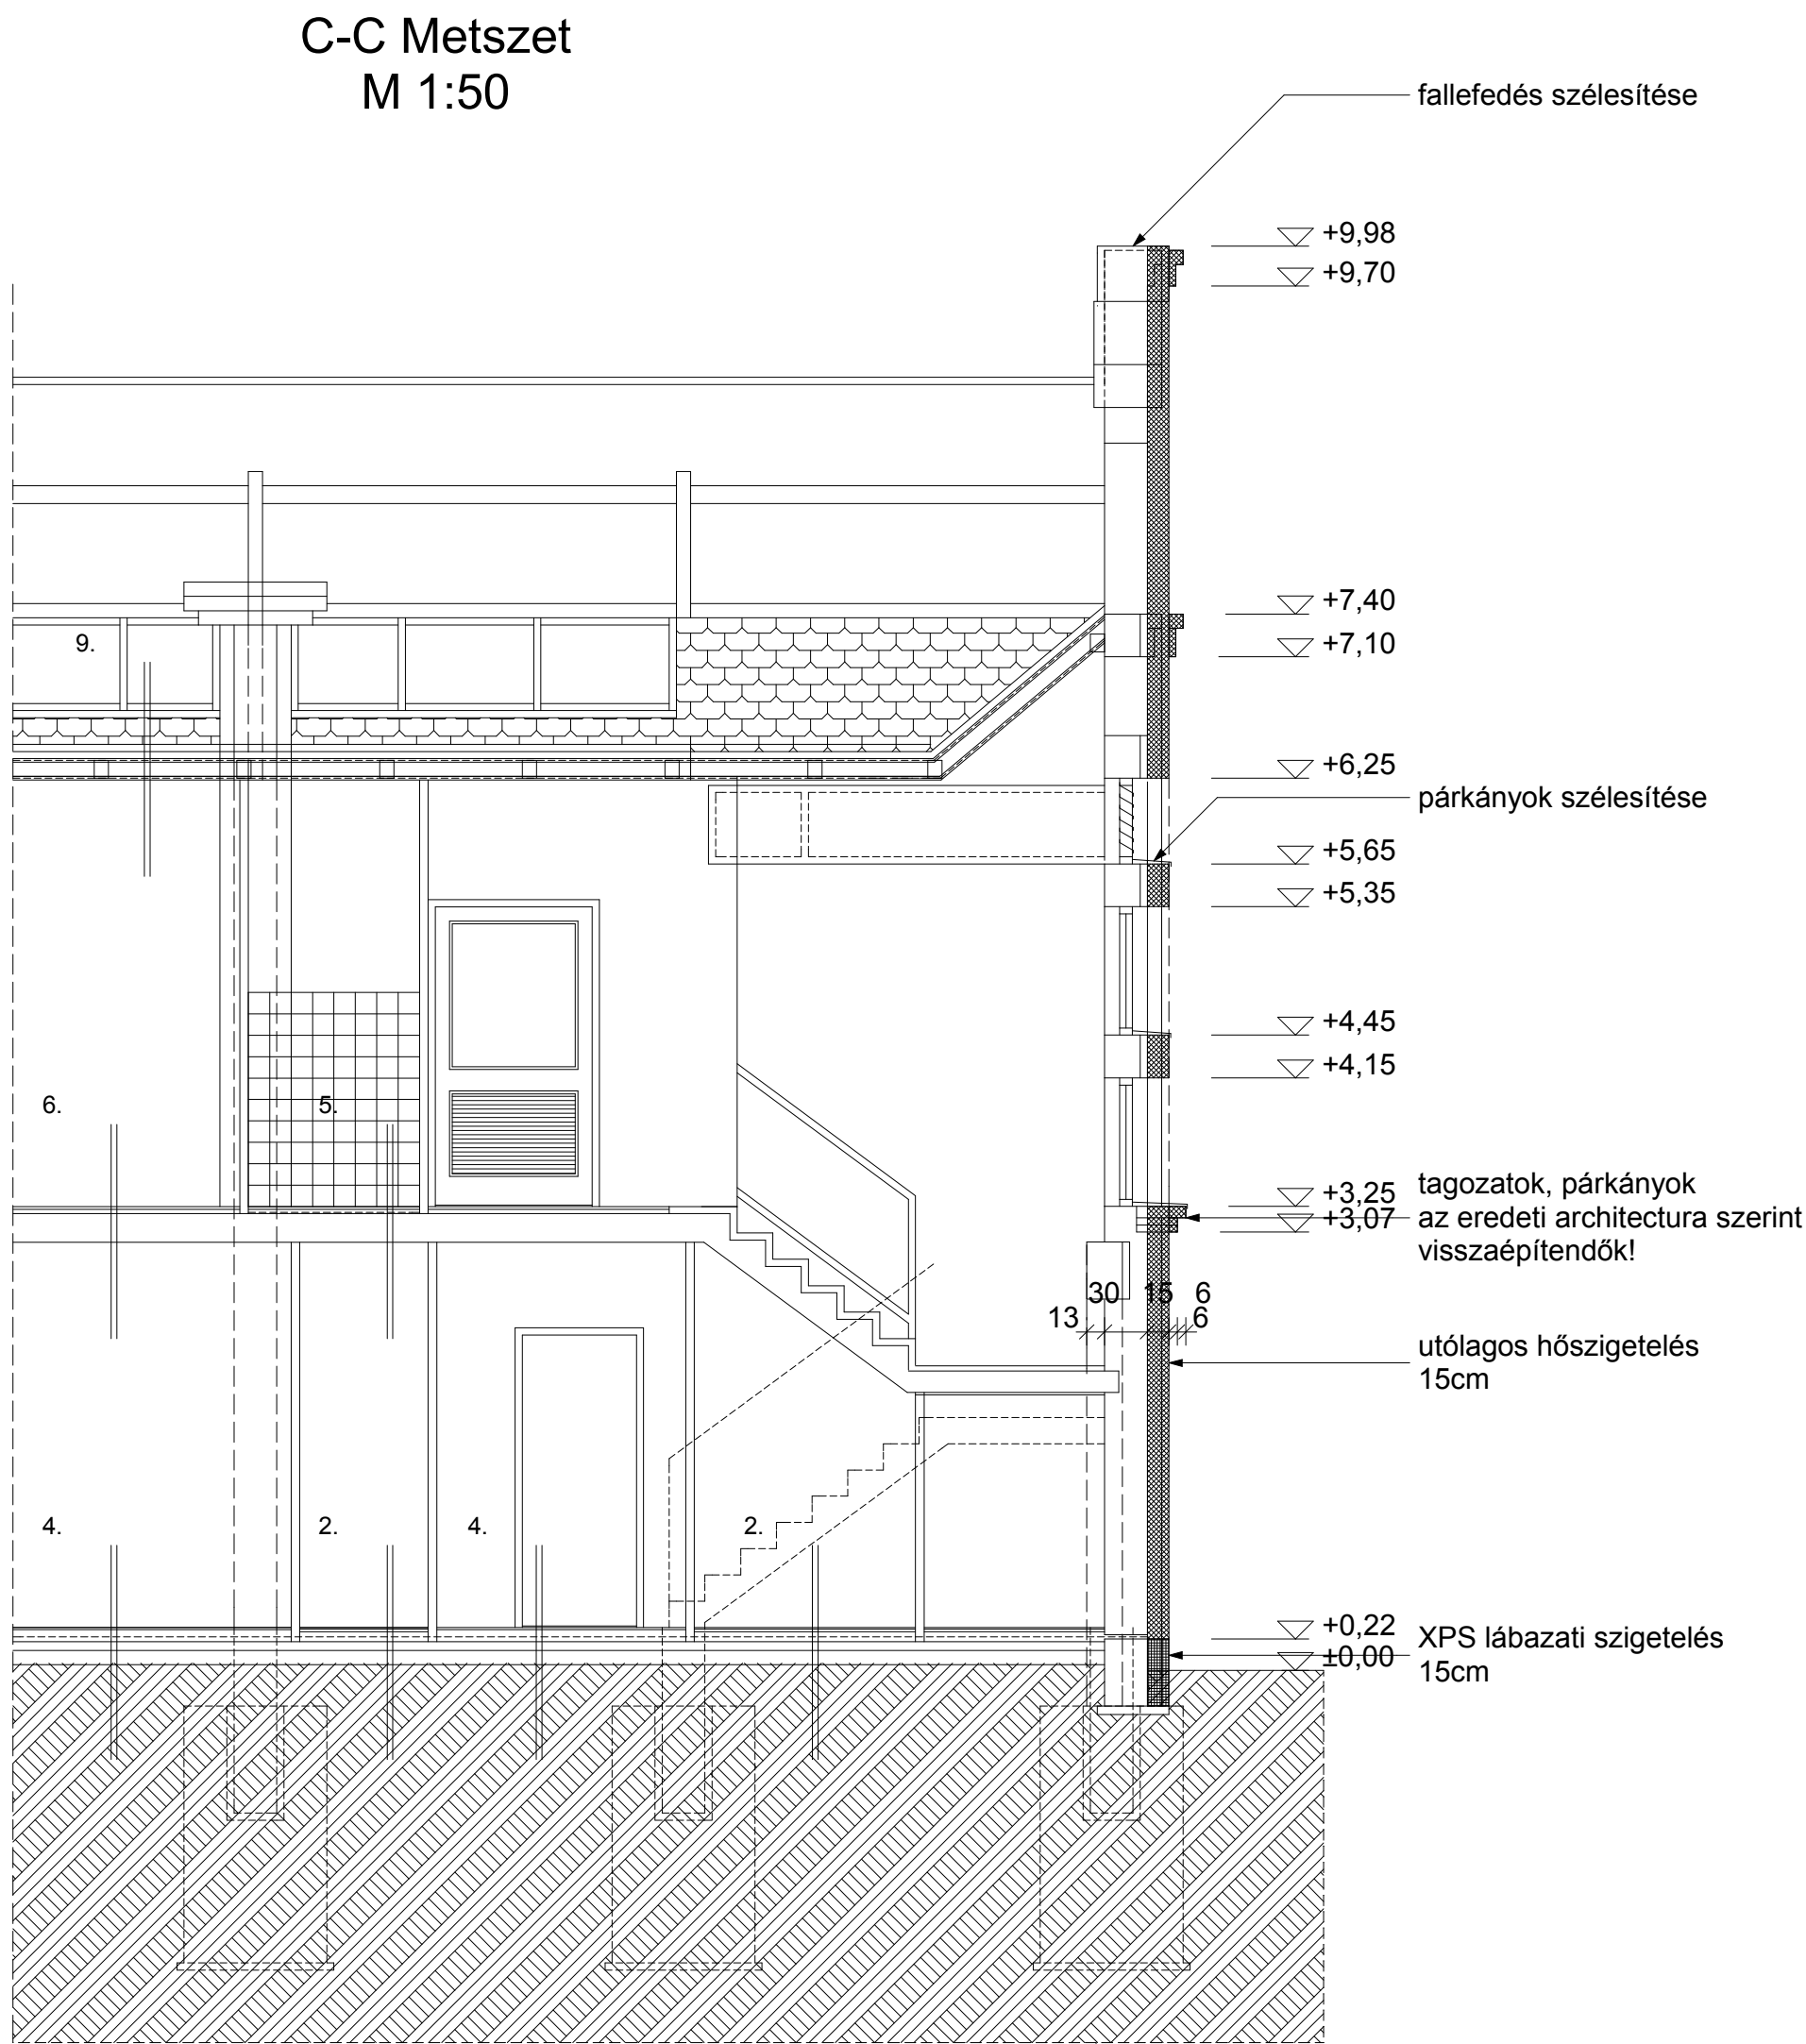 C-C Metszet
M 1:50
fallefedés szélesítése
+9,98
+9,70
+7,40
+7,10
9.
+6,25
párkányok szélesítése
+5,65
+5,35
+4,45
+4,15
6.
5.
+3,25
+3,07
tagozatok, párkányok
az eredeti architectura szerint
visszaépítendők!
30 15 6
13 6
utólagos hőszigetelés
15cm
4. 2. 4. 2.
+0,22
±0,00
XPS lábazati szigetelés
15cm